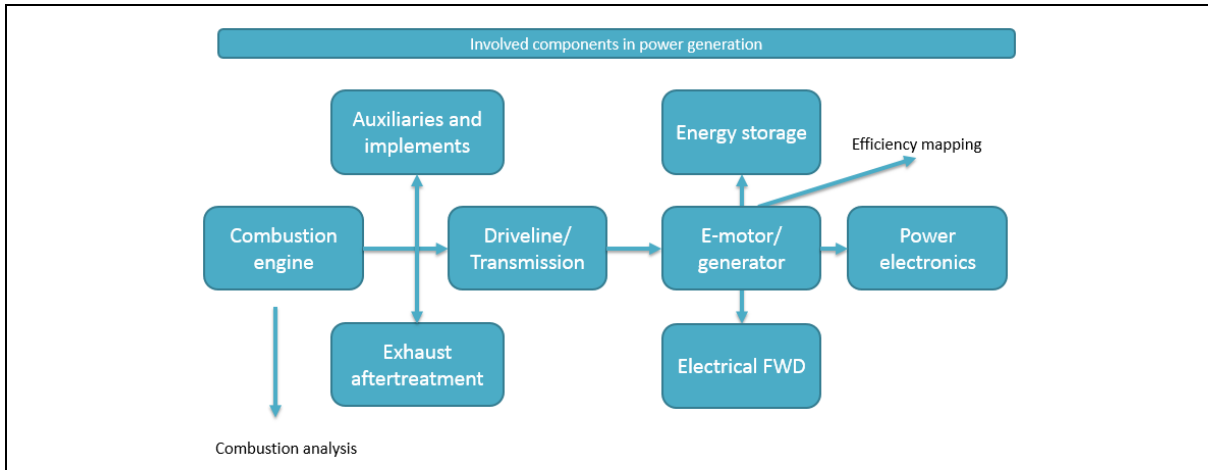 Involved components in power generation
Auxiliaries and
implements
Energy storage
Efficiency mapping
Combustion
engine
Driveline/
Transmission
E-motor/
generator
Power
electronics
Exhaust
aftertreatment
Electrical FWD
Combustion analysis